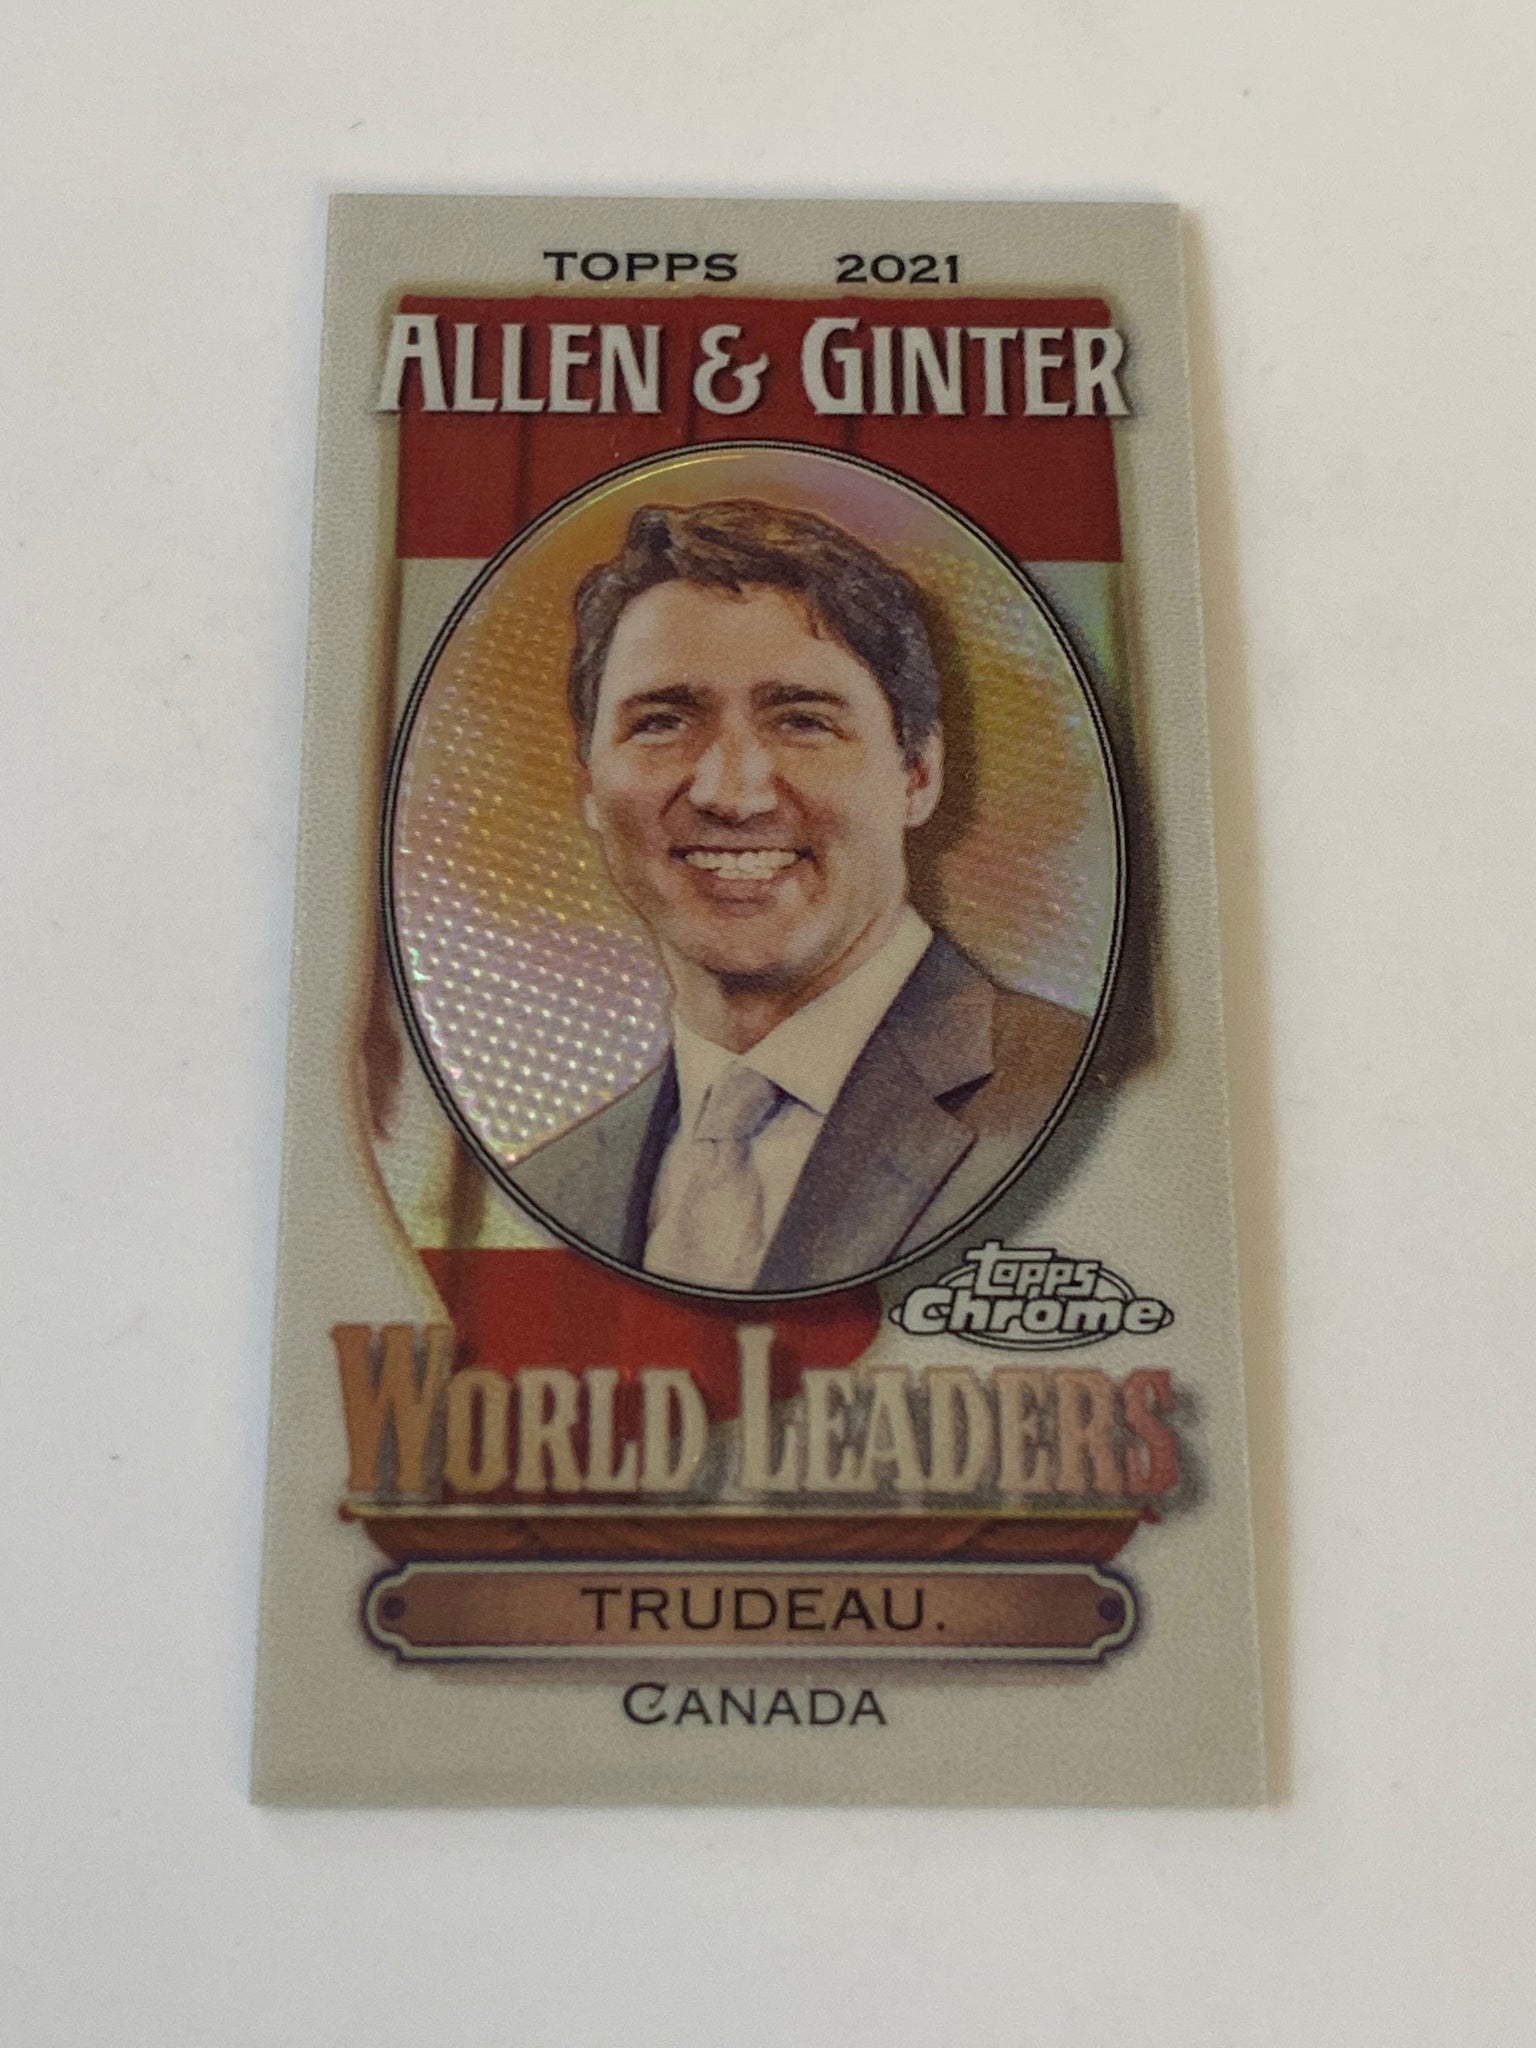 TOPPS 2021
ALLEN & GINTER
topps
Chrome
WORLD LEADERS
TRUDEAU.
CANADA